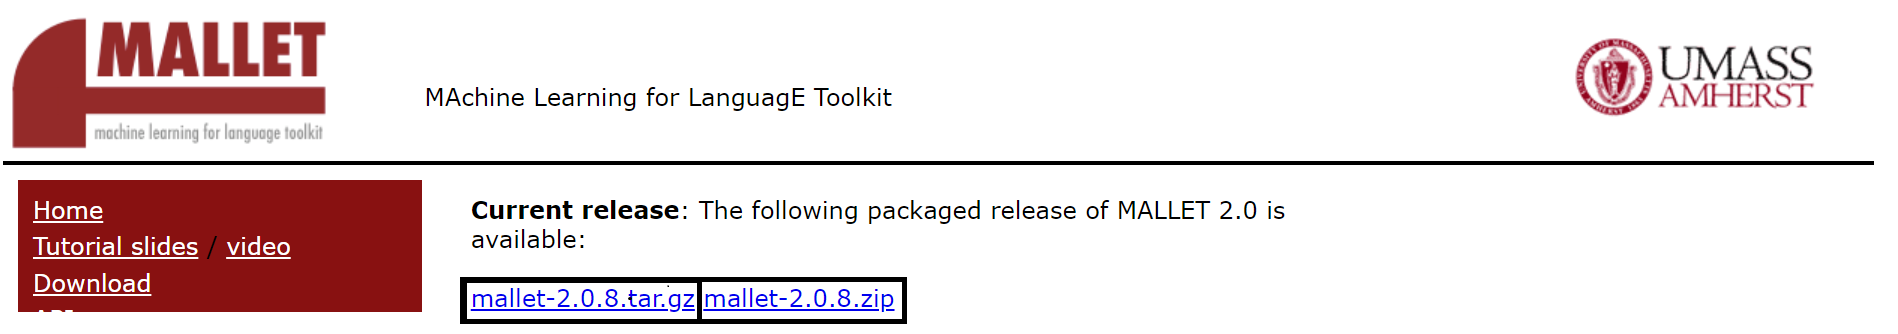 MALLET
machine learning for language toolkit
MAchine Learning for LanguagE Toolkit
UMASS
AMHERST
Home
Tutorial slides / video
Download
Current release: The following packaged release of MALLET 2.0 is
available:
mallet-2.0.8.tar.gz mallet-2.0.8.zip